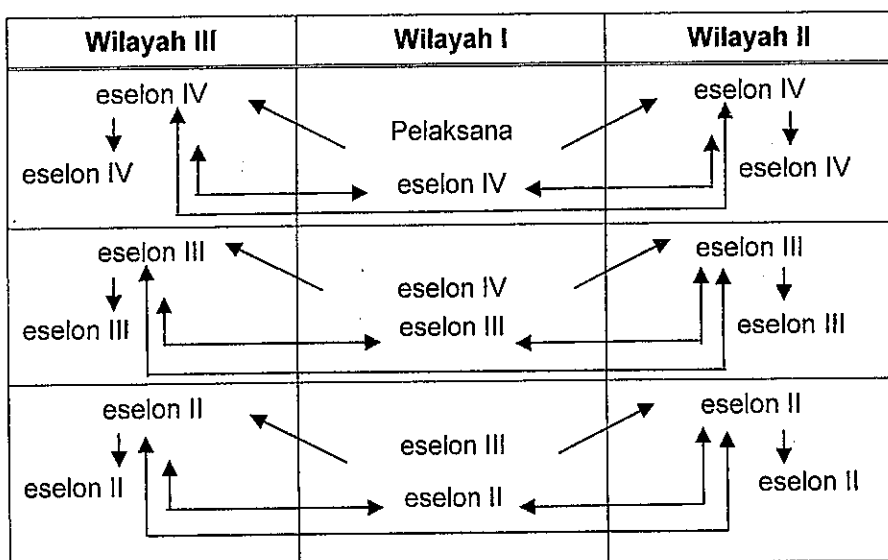 Wilayah III Wilayah I Wilayah II
eselon IV eselon IV
Pelaksana
eselon IV eselon IV eselon IV
eselon III eselon III
eselon IV
eselon III eselon III eselon III
eselon II eselon II
eselon III
eselon II eselon II eselon II